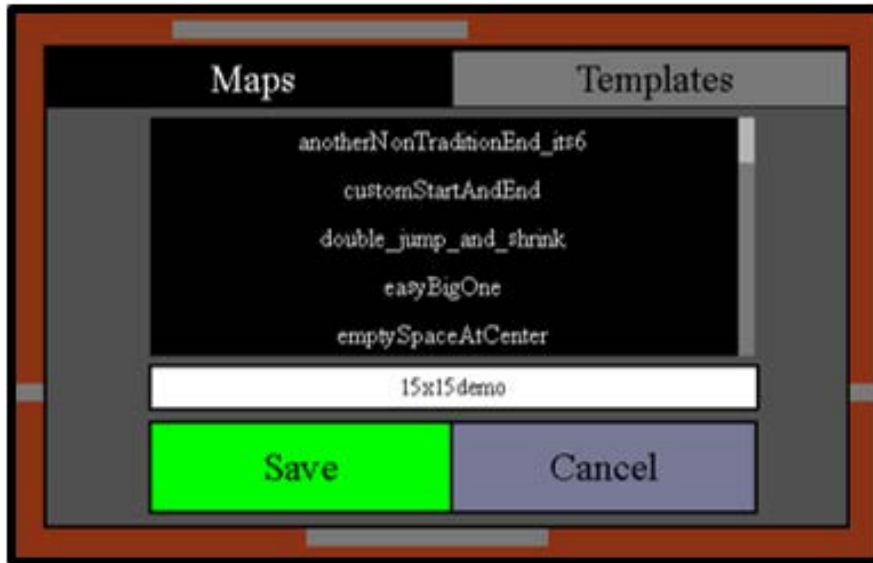 Maps Templates
anotherNonTraditionEnd_its6
customStartAndEnd
double_jump_and_shrink
easyBigOne
emptySpaceAtCenter
15x15demo
Save Cancel